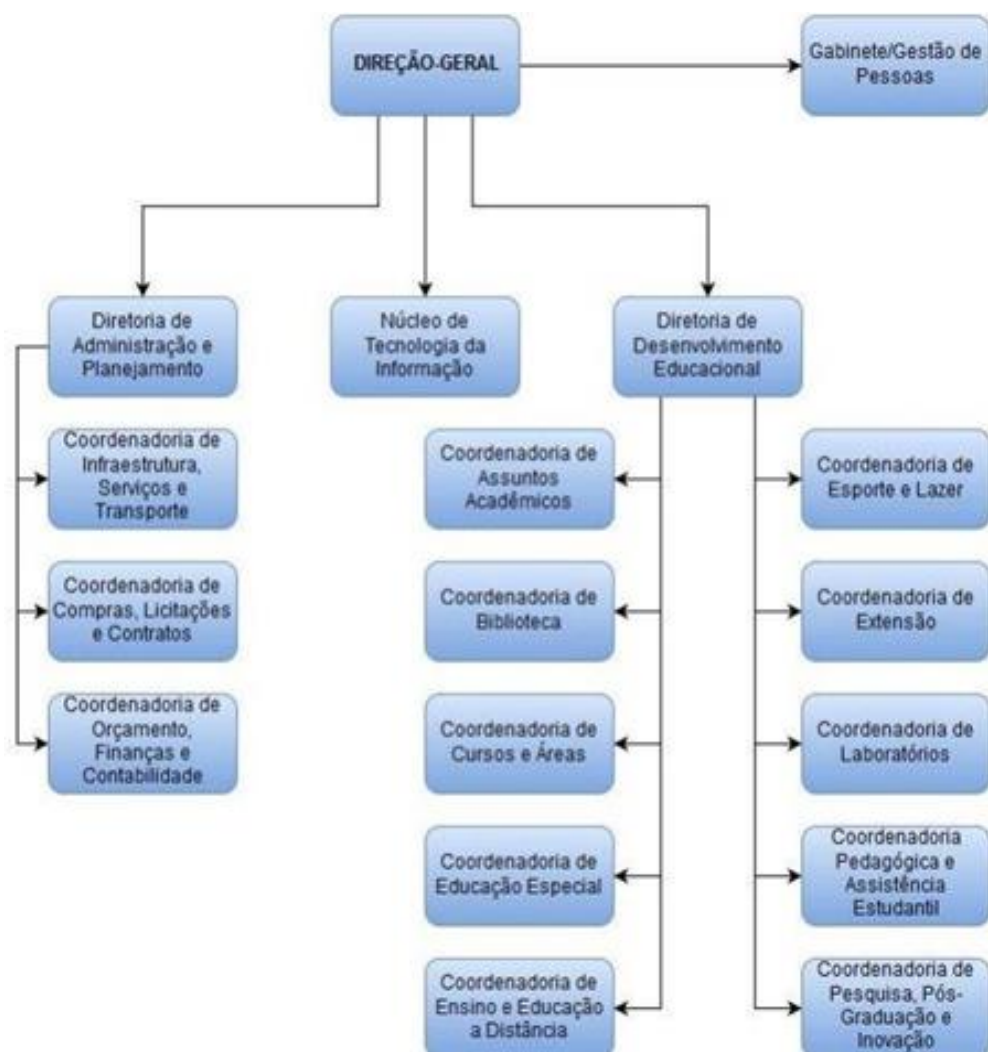 DIREÇÃO-GERAL
Gabinete/Gestão de
Pessoas
Diretoria de
Administração e
Planejamento
Núcleo de
Tecnologia da
Informação
Diretoria de
Desenvolvimento
Educacional
Coordenadoria de
Infraestrutura,
Serviços e
Transporte
Coordenadoria de
Compras, Licitações
e Contratos
Coordenadoria de
Orçamento,
Finanças e
Contabilidade
Coordenadoria de
Assuntos
Acadêmicos
Coordenadoria de
Biblioteca
Coordenadoria de
Cursos e Áreas
Coordenadoria de
Educação Especial
Coordenadoria de
Ensino e Educação
a Distância
Coordenadoria de
Esporte e Lazer
Coordenadoria de
Extensão
Coordenadoria de
Laboratórios
Coordenadoria
Pedagógica e
Assistência
Estudantil
Coordenadoria de
Pesquisa, Pós-
Graduação e
Inovação